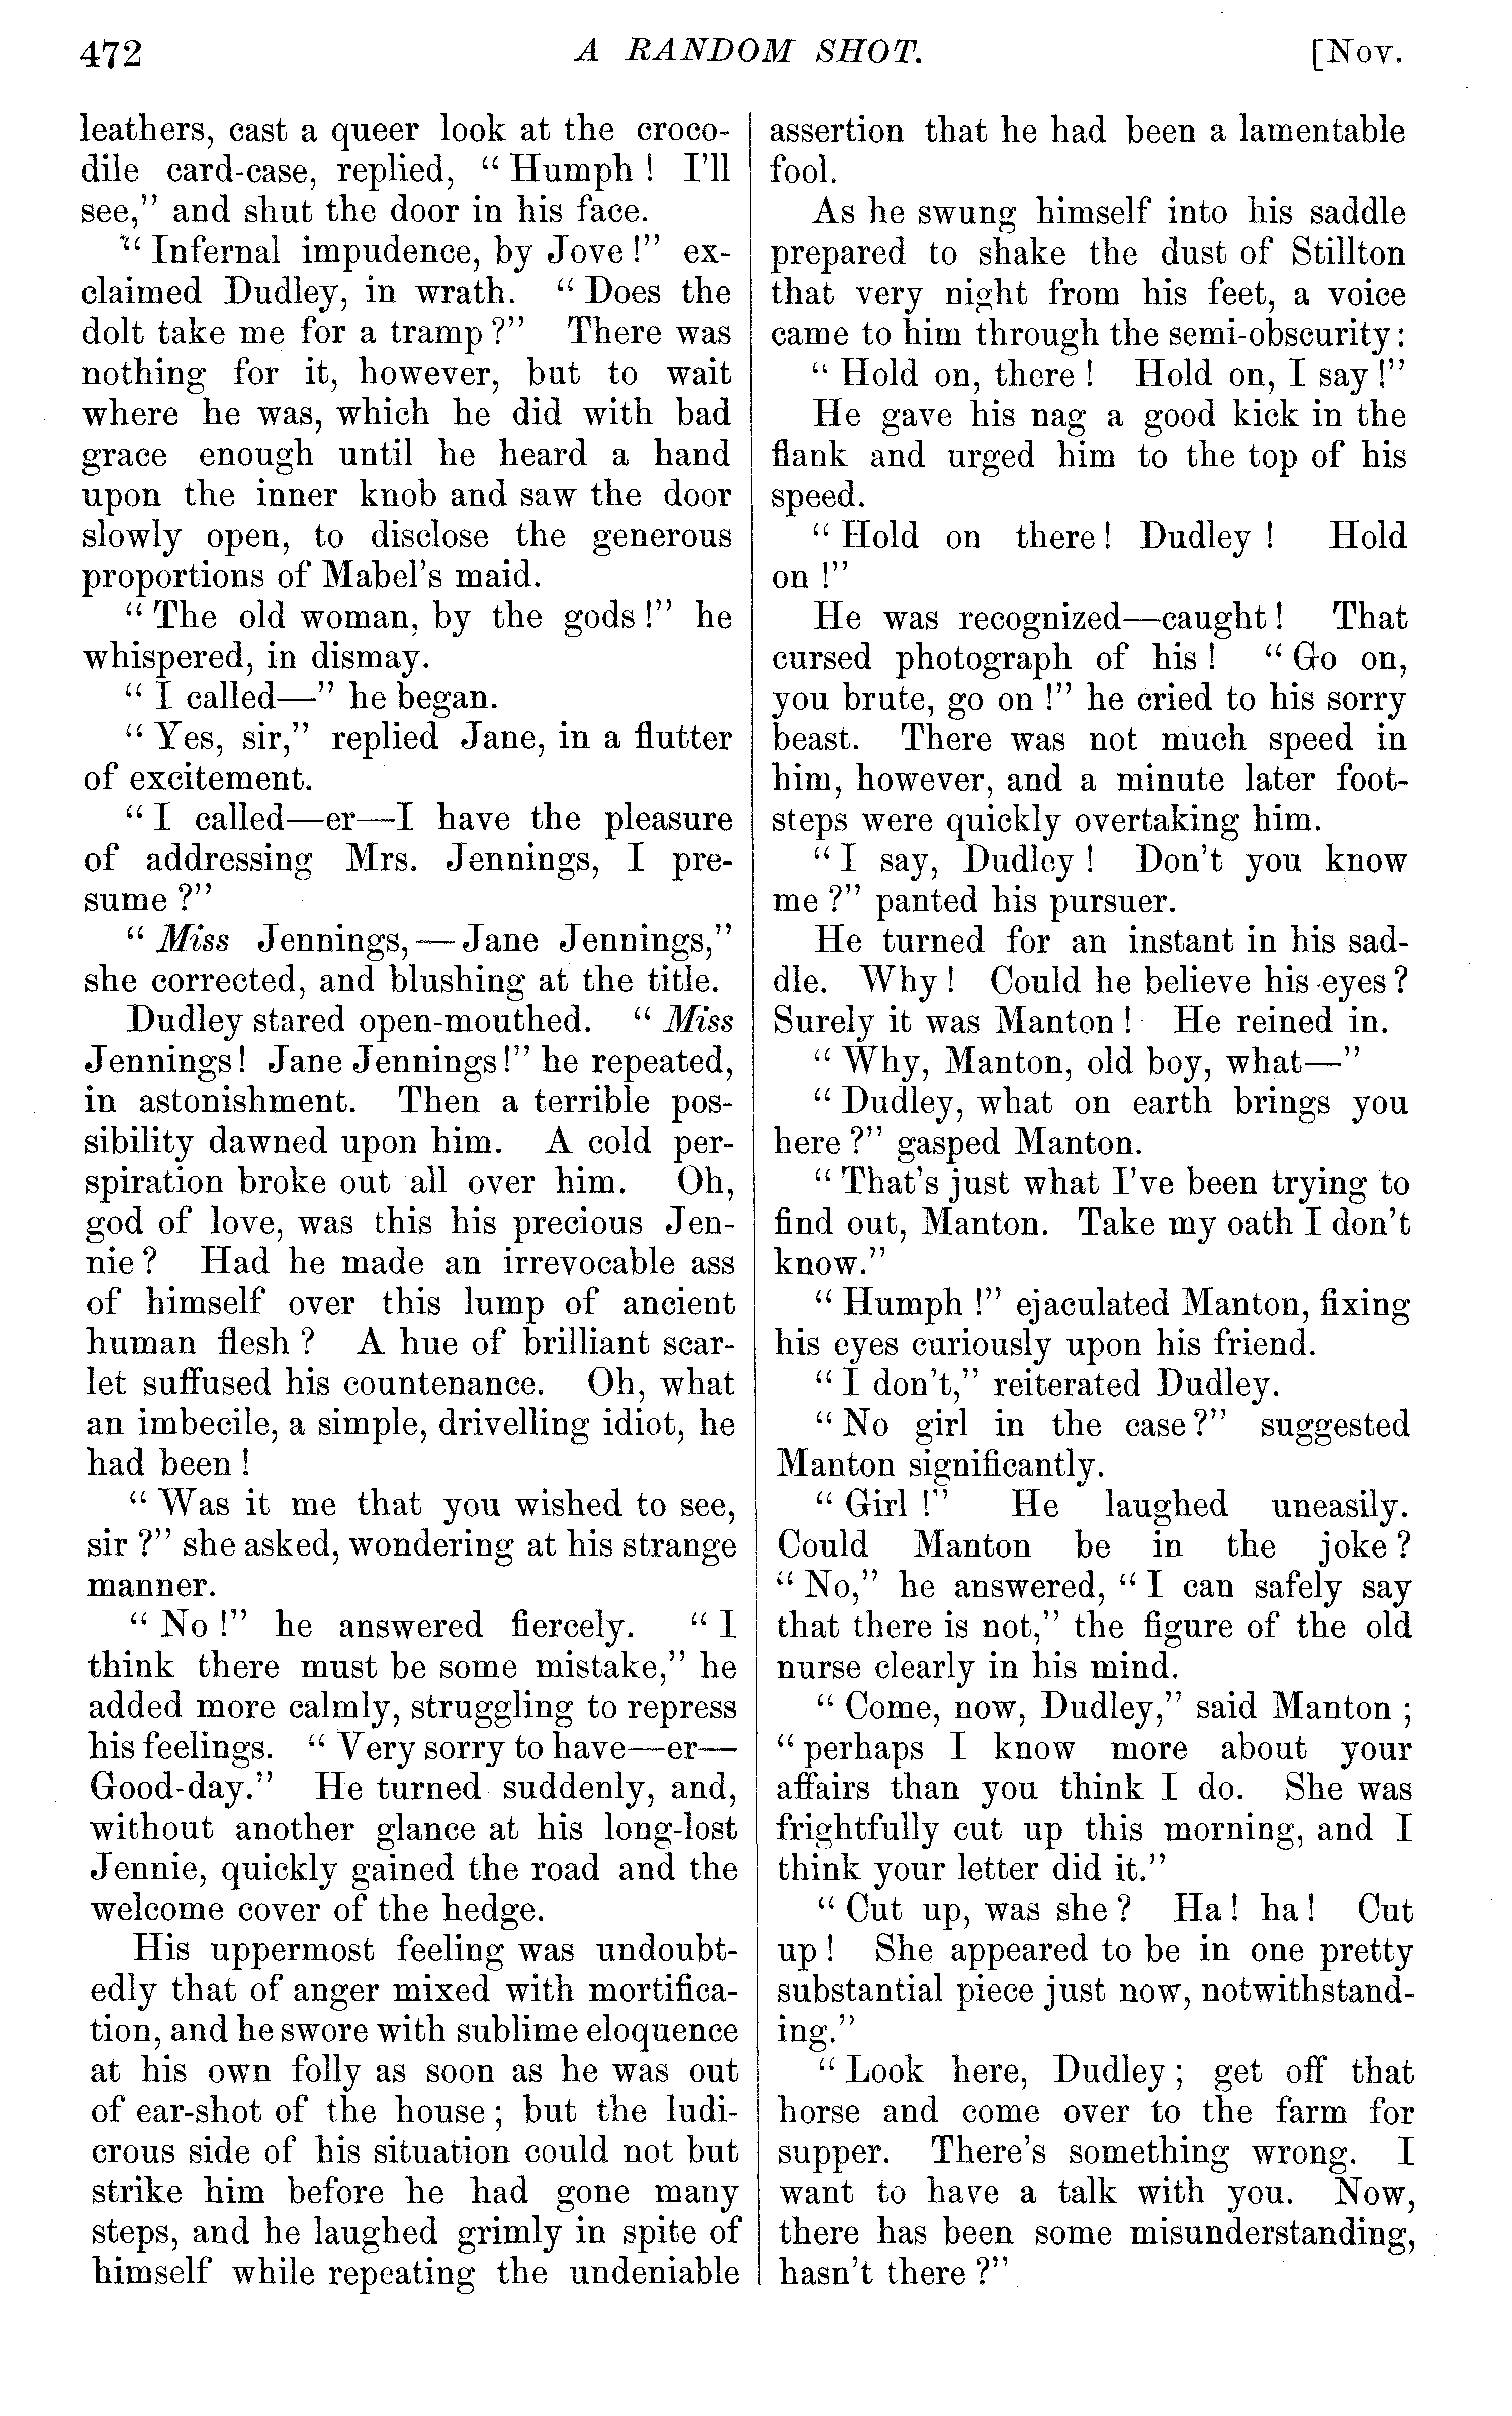 472
A RANDOM SHOT.
[Nov.
leathers, cast a queer look at the croco-
dile card-case, replied, “Humph! I'll
see,” and shut the door in his face.
“Infernal impudence, by Jove!” ex-
claimed Dudley, in wrath. “Does the
dolt take me for a tramp?” There was
nothing for it, however, but to wait
where he was, which he did with bad
grace enough until he heard a hand
upon the inner knob and saw the door
slowly open, to disclose the generous
proportions of Mabel's maid.
“The old woman, by the gods!” he
whispered, in dismay.
“I called—” he began.
“Yes, sir,” replied Jane, in a flutter
of excitement.
“I called—er—I have the pleasure
of addressing Mrs. Jennings, I pre-
sume?”
“Miss Jennings,—Jane Jennings,”
she corrected, and blushing at the title.
Dudley stared open-mouthed. “Miss
Jennings! Jane Jennings!” he repeated,
in astonishment. Then a terrible pos-
sibility dawned upon him. A cold per-
spiration broke out all over him. Oh,
god of love, was this his precious Jen-
nie? Had he made an irrevocable ass
of himself over this lump of ancient
human flesh? A hue of brilliant scar-
let suffused his countenance. Oh, what
an imbecile, a simple, drivelling idiot, he
had been!
“Was it me that you wished to see,
sir?” she asked, wondering at his strange
manner.
“No!” he answered fiercely. “I
think there must be some mistake,” he
added more calmly, struggling to repress
his feelings. “Very sorry to have—er—
Good-day.” He turned suddenly, and,
without another glance at his long-lost
Jennie, quickly gained the road and the
welcome cover of the hedge.
His uppermost feeling was undoubt-
edly that of anger mixed with mortifica-
tion, and he swore with sublime eloquence
at his own folly as soon as he was out
of ear-shot of the house; but the ludi-
crous side of his situation could not but
strike him before he had gone many
steps, and he laughed grimly in spite of
himself while repeating the undeniable
assertion that he had been a lamentable
fool.
As he swung himself into his saddle
prepared to shake the dust of Stillton
that very night from his feet, a voice
came to him through the semi-obscurity:
“Hold on, there! Hold on, I say!”
He gave his nag a good kick in the
flank and urged him to the top of his
speed.
“Hold on there! Dudley! Hold
on!”
He was recognized—caught! That
cursed photograph of his! “Go on,
you brute, go on!” he cried to his sorry
beast. There was not much speed in
him, however, and a minute later foot-
steps were quickly overtaking him.
“I say, Dudley! Don't you know
me?” panted his pursuer.
He turned for an instant in his sad-
dle. Why! Could he believe his eyes?
Surely it was Manton! He reined in.
“Why, Manton, old boy, what—”
“Dudley, what on earth brings you
here?” gasped Manton.
“That's just what I've been trying to
find out, Manton. Take my oath I don't
know.”
“Humph!” ejaculated Manton, fixing
his eyes curiously upon his friend.
“I don't,” reiterated Dudley.
“No girl in the case?” suggested
Manton significantly.
“Girl!” He laughed uneasily.
Could Manton be in the joke?
“No,” he answered, “I can safely say
that there is not,” the figure of the old
nurse clearly in his mind.
“Come, now, Dudley,” said Manton;
“perhaps I know more about your
affairs than you think I do. She was
frightfully cut up this morning, and I
think your letter did it.”
“Cut up, was she? Ha! ha! Cut
up! She appeared to be in one pretty
substantial piece just now, notwithstand-
ing.”
“Look here, Dudley; get off that
horse and come over to the farm for
supper. There's something wrong. I
want to have a talk with you. Now,
there has been some misunderstanding,
hasn't there?”